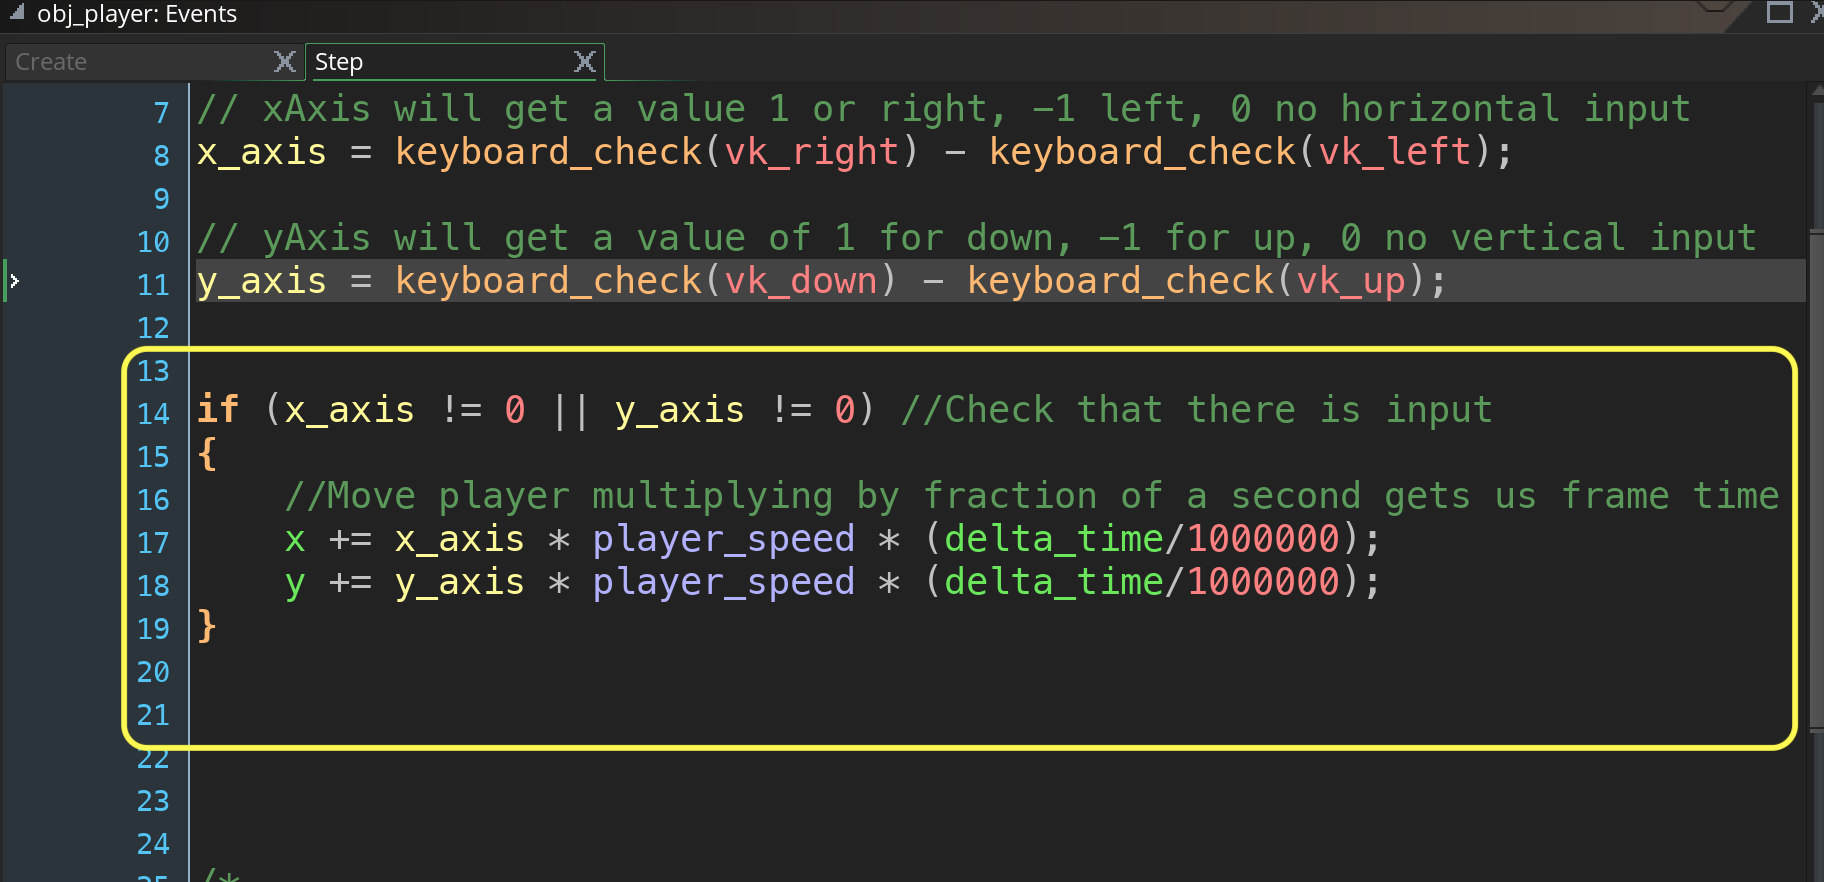 obj_player: Events
Create
Step
7 // xAxis will get a value 1 or right, -1 left, 0 no horizontal input
8 x_axis = keyboard_check(vk_right) - keyboard_check(vk_left);
9
10 // yAxis will get a value of 1 for down, -1 for up, 0 no vertical input
11 y_axis = keyboard_check(vk_down) - keyboard_check(vk_up);
12
13
14 if (x_axis != 0 || y_axis != 0) //Check that there is input
15 {
16 //Move player multiplying by fraction of a second gets us frame time
17 x += x_axis * player_speed * (delta_time/1000000);
18 y += y_axis * player_speed * (delta_time/1000000);
19 }
20
21
22
23
24
25 /*